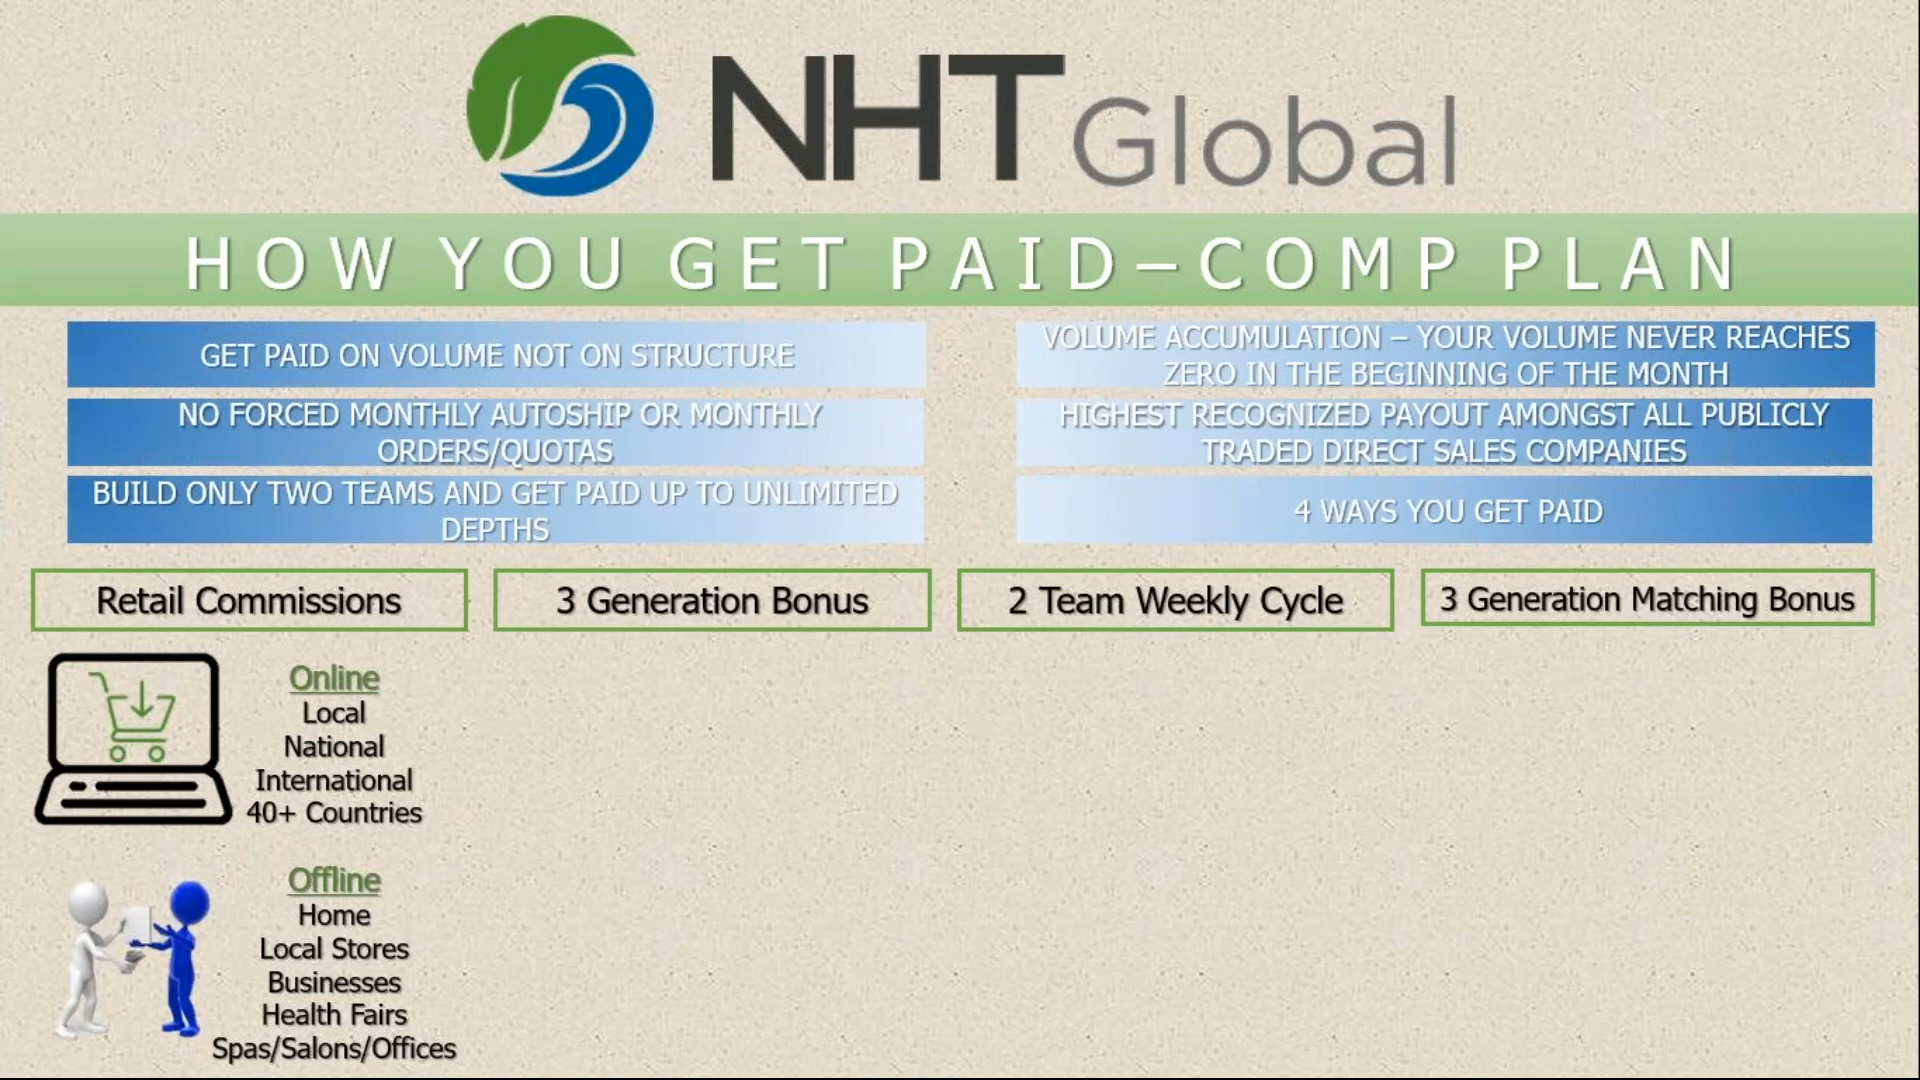 NHT Global
HOW YOU GET PAID–COMP PLAN
GET PAID ON VOLUME NOT ON STRUCTURE
NO FORCED MONTHLY AUTOSHIP OR MONTHLY
ORDERS/QUOTAS
BUILD ONLY TWO TEAMS AND GET PAID UP TO UNLIMITED
DEPTHS
VOLUME ACCUMULATION – YOUR VOLUME NEVER REACHES
ZERO IN THE BEGINNING OF THE MONTH
HIGHEST RECOGNIZED PAYOUT AMONGST ALL PUBLICLY
TRADED DIRECT SALES COMPANIES
4 WAYS YOU GET PAID
Retail Commissions
3 Generation Bonus
2 Team Weekly Cycle
3 Generation Matching Bonus
Online
Local
National
International
40+ Countries
Offline
Home
Local Stores
Businesses
Health Fairs
Spas/Salons/Offices